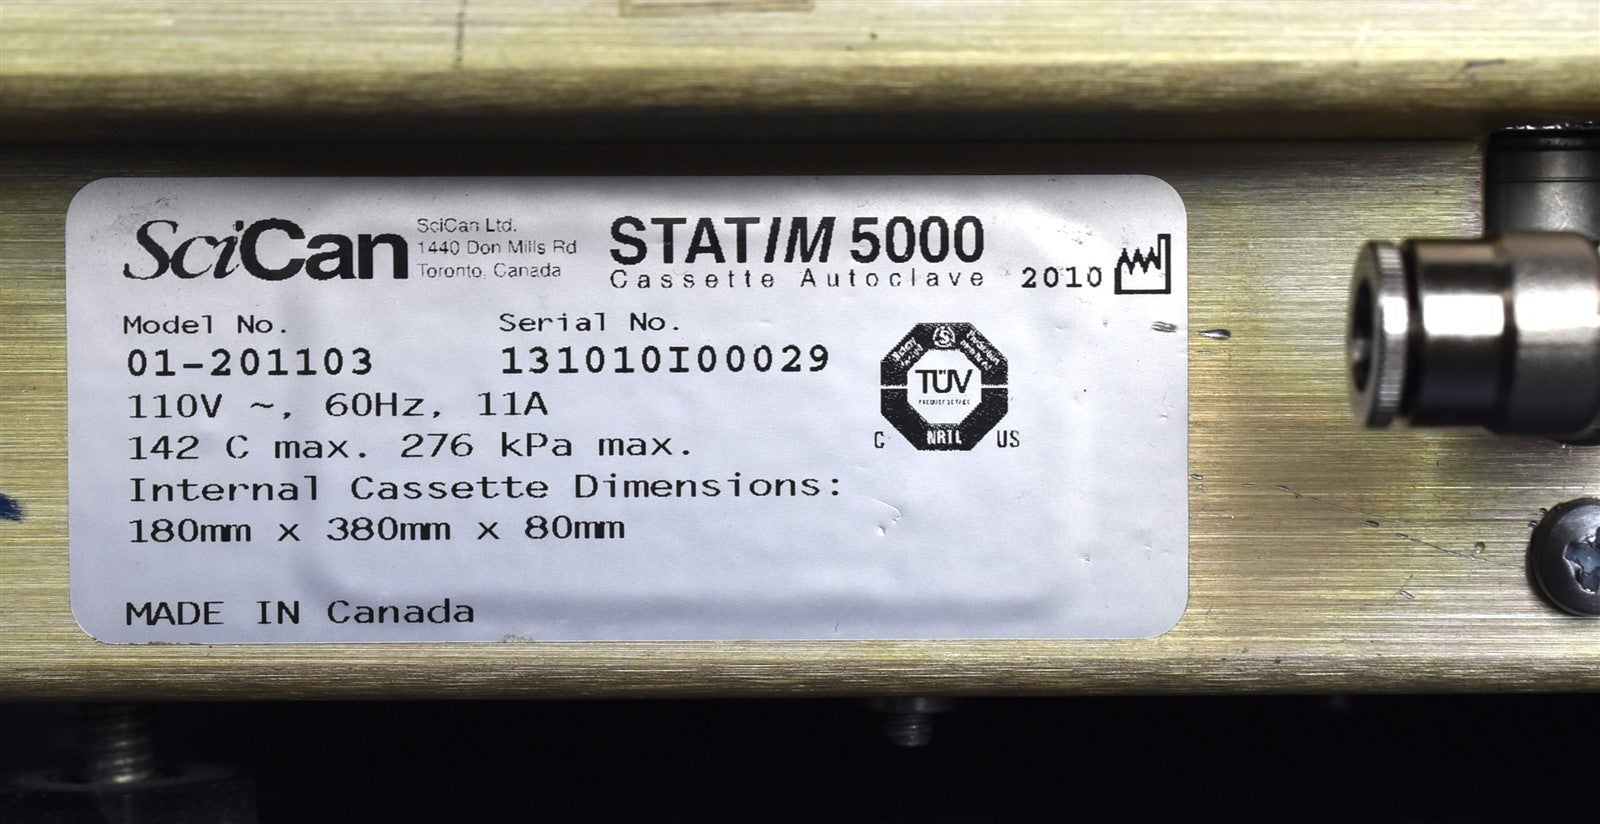 SciCan
SciCan Ltd.
1440 Don Mills Rd
Toronto, Canada
STATIM 5000
Cassette Autoclave
2010
Model No.
01-201103
Serial No.
131010I00029
110V ~, 60Hz, 11A
142 C max. 276 kPa max.
Internal Cassette Dimensions:
180mm x 380mm x 80mm
TÜV
PRODUCT SERVICE
C NRTL US
MADE IN Canada